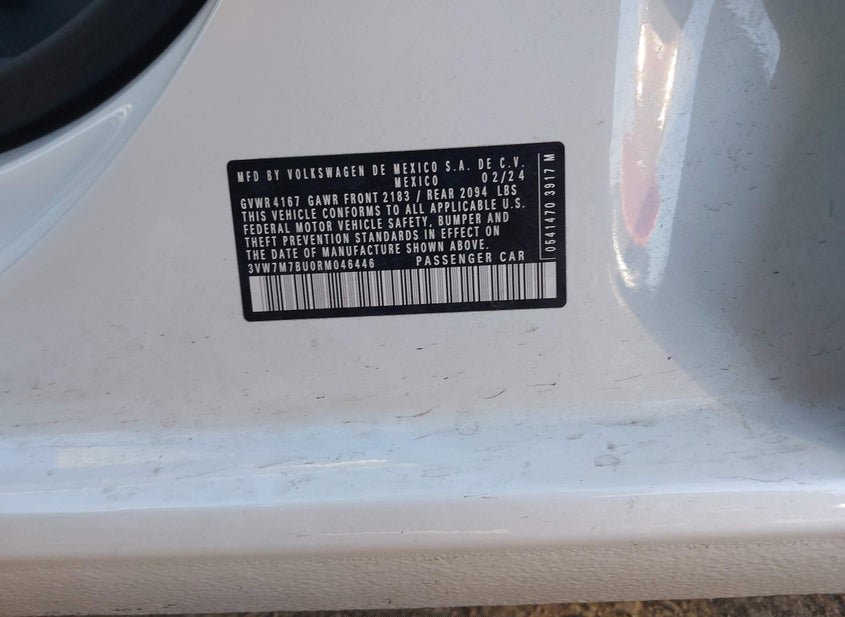 MFD BY VOLKSWAGEN DE MEXICO S.A. DE C.V.
MEXICO 02/24
GVWR 4167 GAWR FRONT 2183 / REAR 2094 LBS
THIS VEHICLE CONFORMS TO ALL APPLICABLE U.S.
FEDERAL MOTOR VEHICLE SAFETY, BUMPER AND
THEFT PREVENTION STANDARDS IN EFFECT ON
THE DATE OF MANUFACTURE SHOWN ABOVE.
3VW7M7BU0RM046446 PASSENGER CAR
0641470 3917 M